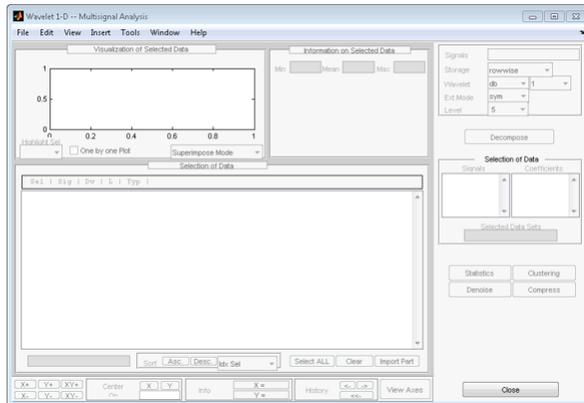 Wavelet 1-D -- Multisignal Analysis
File Edit View Insert Tools Window Help
Visualization of Selected Data
1
0.5
0
0 0.2 0.4 0.6 0.8 1
Highlight Sel
One by one Plot
Superimpose Mode
Information on Selected Data
Min Mean Max
Selection of Data
Sel | Sig | Dw | L | Typ |
Sort Asc. Desc. Idx Sel Select ALL Clear Import Part
X+ Y+ XY+
X- Y- XY-
Center On X Y
Info X =
Y =
History <- ->
<<-
View Axes
Signals
Storage rowwise
Wavelet db 1
Ext.Mode sym
Level 5
Decompose
Selection of Data
Signals Coefficients
Selected Data Sets
Statistics Clustering
Denoise Compress
Close